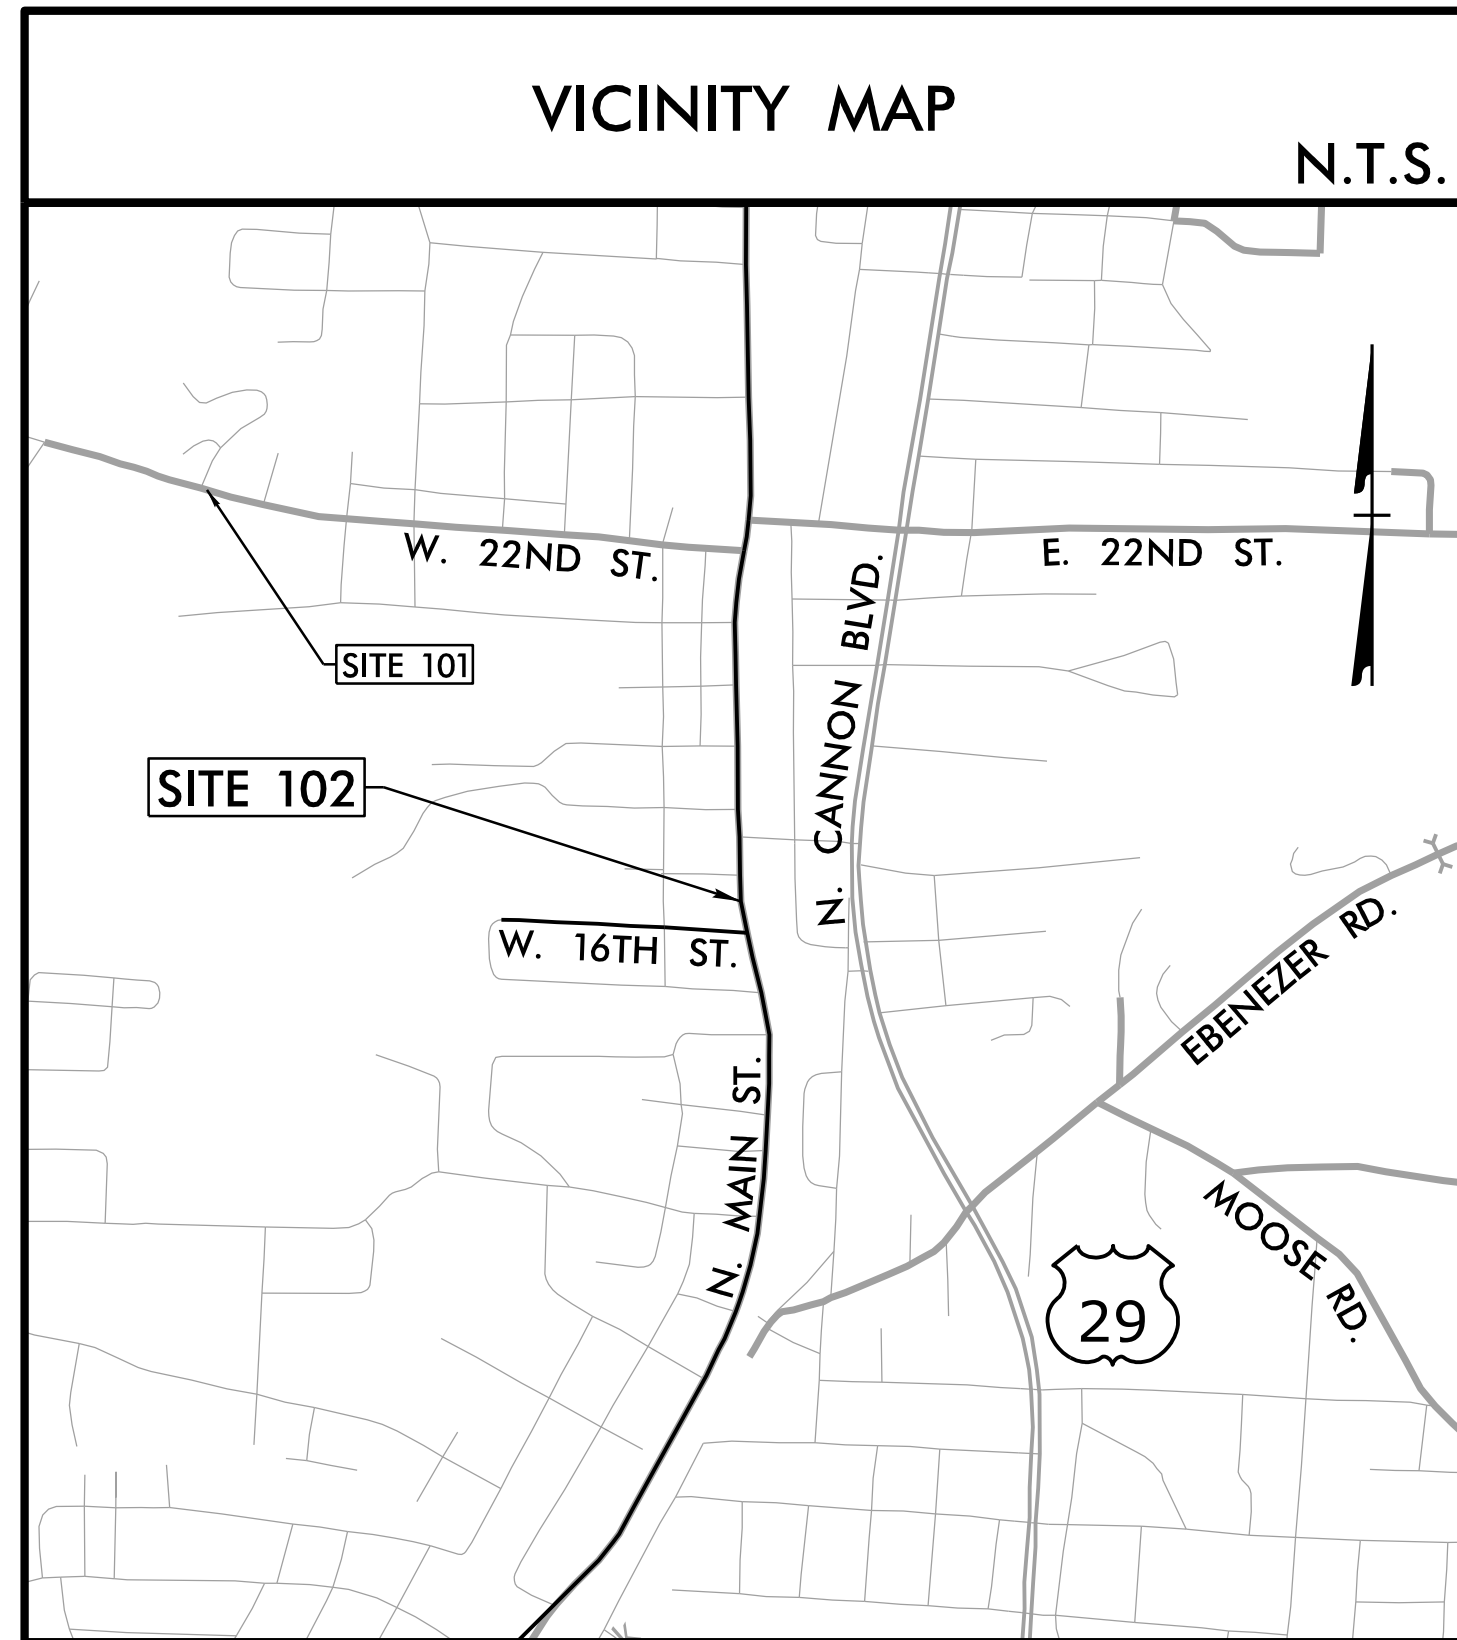 VICINITY MAP
N.T.S.
W. 22ND ST.
E. 22ND ST.
SITE 101
N. CANNON BLVD.
SITE 102
W. 16TH ST.
EBENEZER RD.
N. MAIN ST.
MOOSE RD.
29